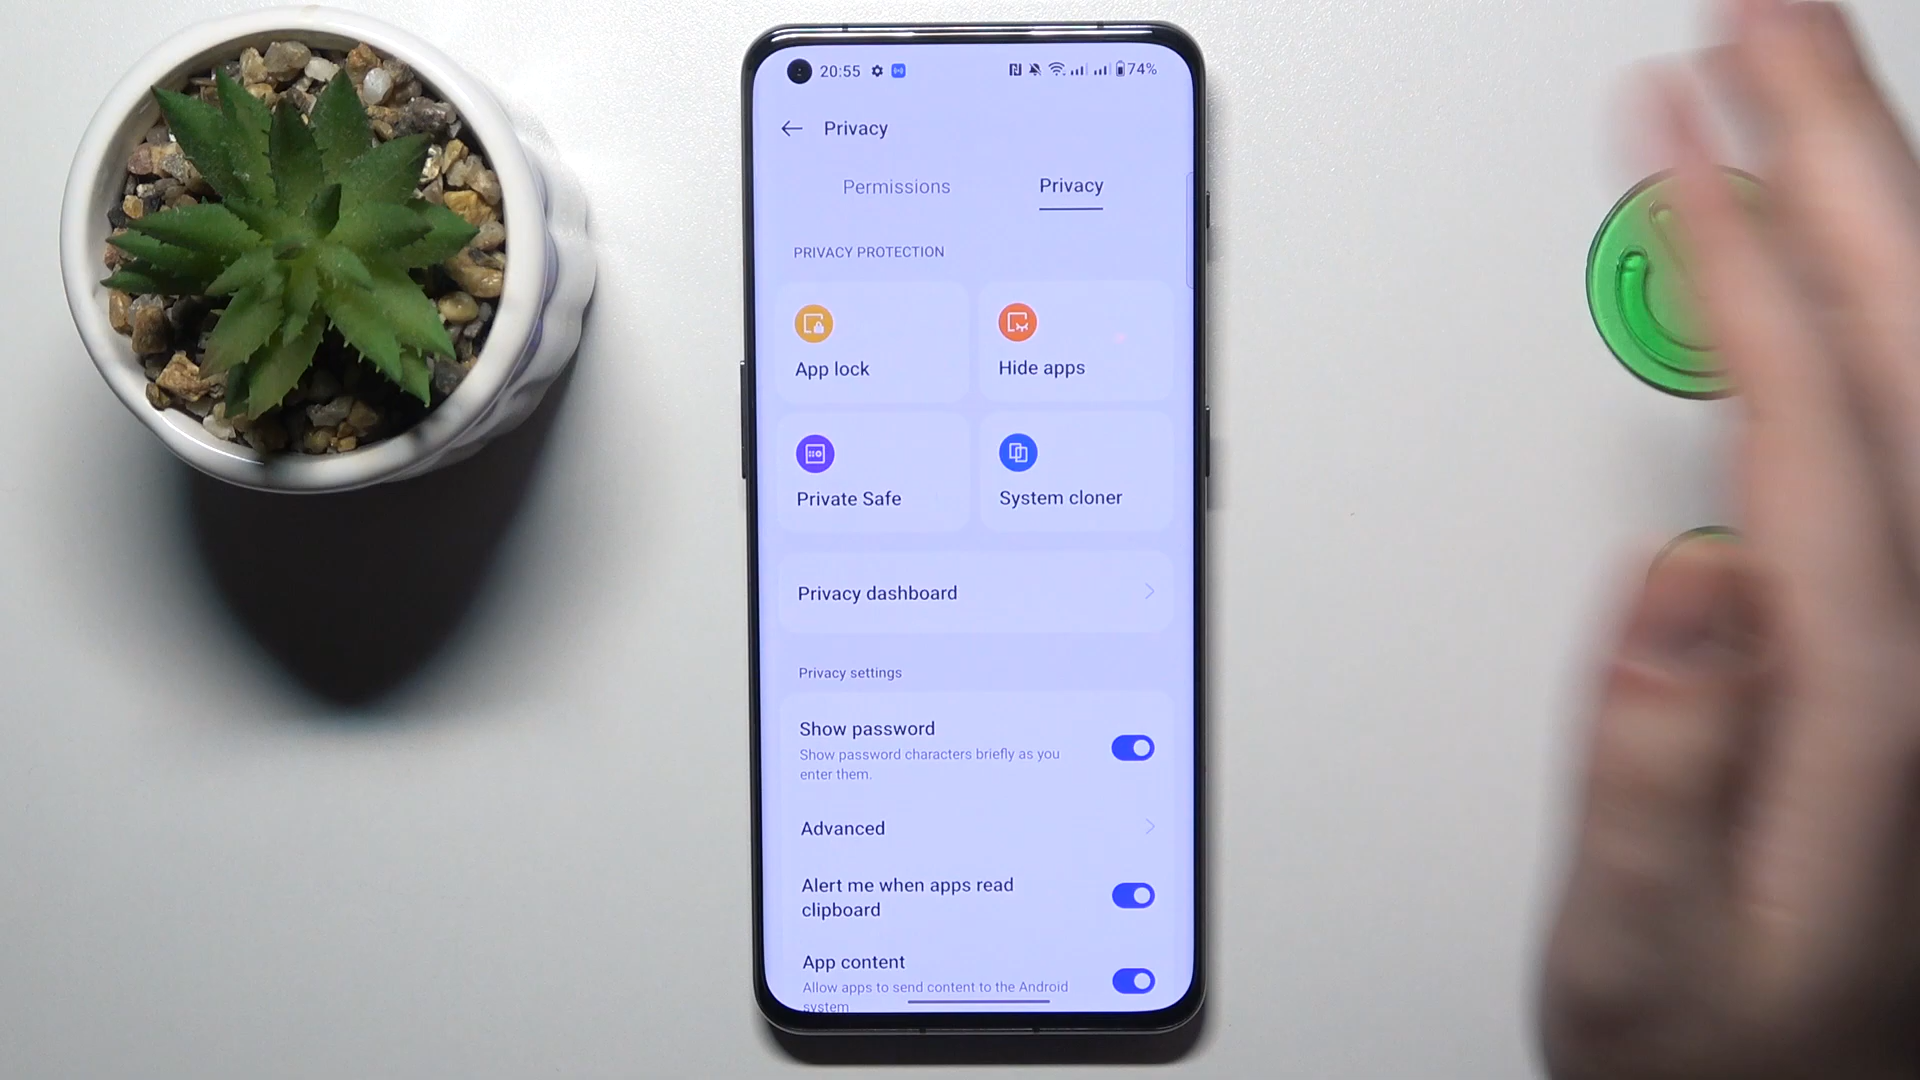 20:55
74%
Privacy
Permissions
Privacy
PRIVACY PROTECTION
App lock
Hide apps
Private Safe
System cloner
Privacy dashboard
Privacy settings
Show password
Show password characters briefly as you
enter them.
Advanced
Alert me when apps read
clipboard
App content
Allow apps to send content to the Android
system